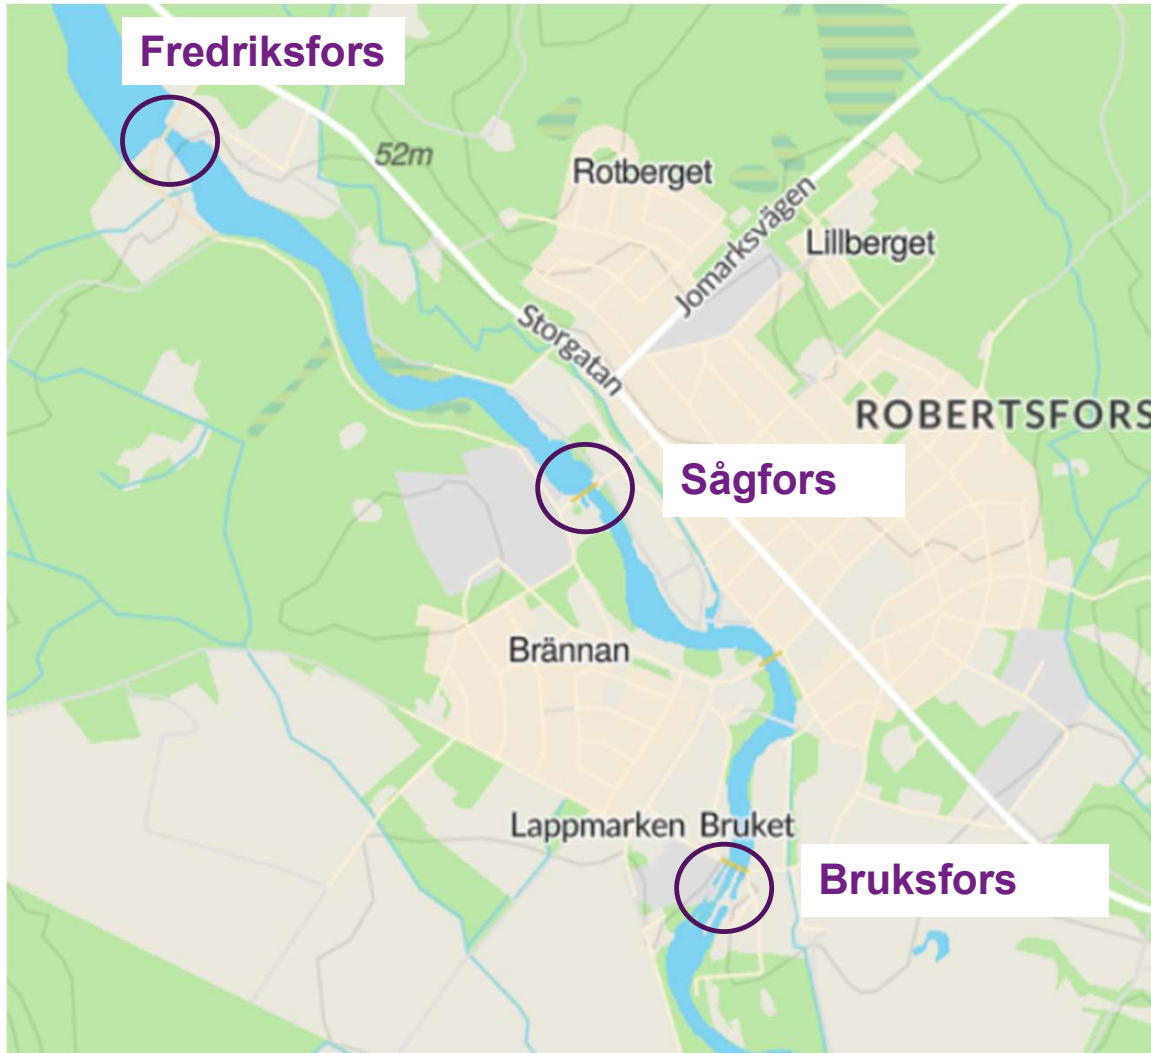 Fredriksfors
52m
Rotberget
Jomarksvägen
Lillberget
Storgatan
ROBERTSFORS
Sågfors
Brännan
Lappmarken Bruket
Bruksfors